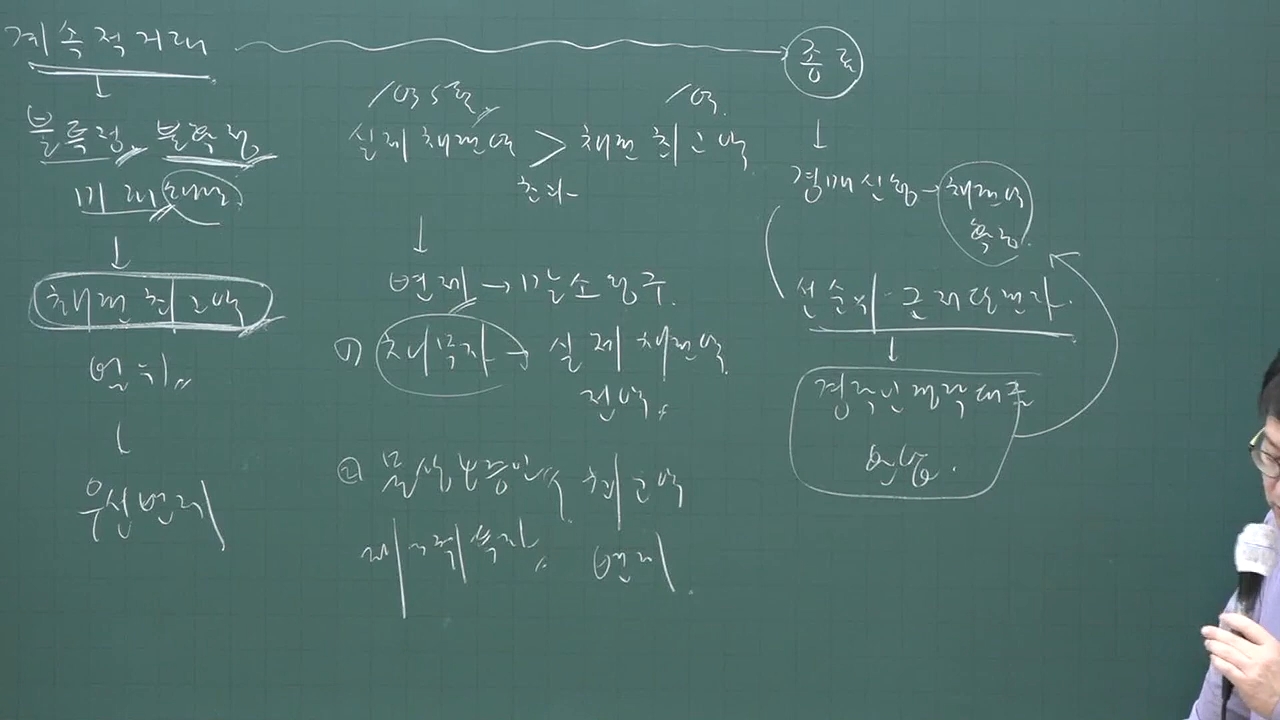 계속적거래 → 종료
↓
불특정, 불확정
미래 채무
↓
채권최고액
범위
↓
우선변제
1억5천 1억
실제채권액 > 채권최고액
초과
↓
변제 → 말소청구.
① 채무자 → 실제채권액
전액.
② 물상보증인, 최고액
제3취득자 변제.
↓
경매신청 → 채권액
확정.
선순위 근저당권자.
↓
경락인 매각대금
완납.